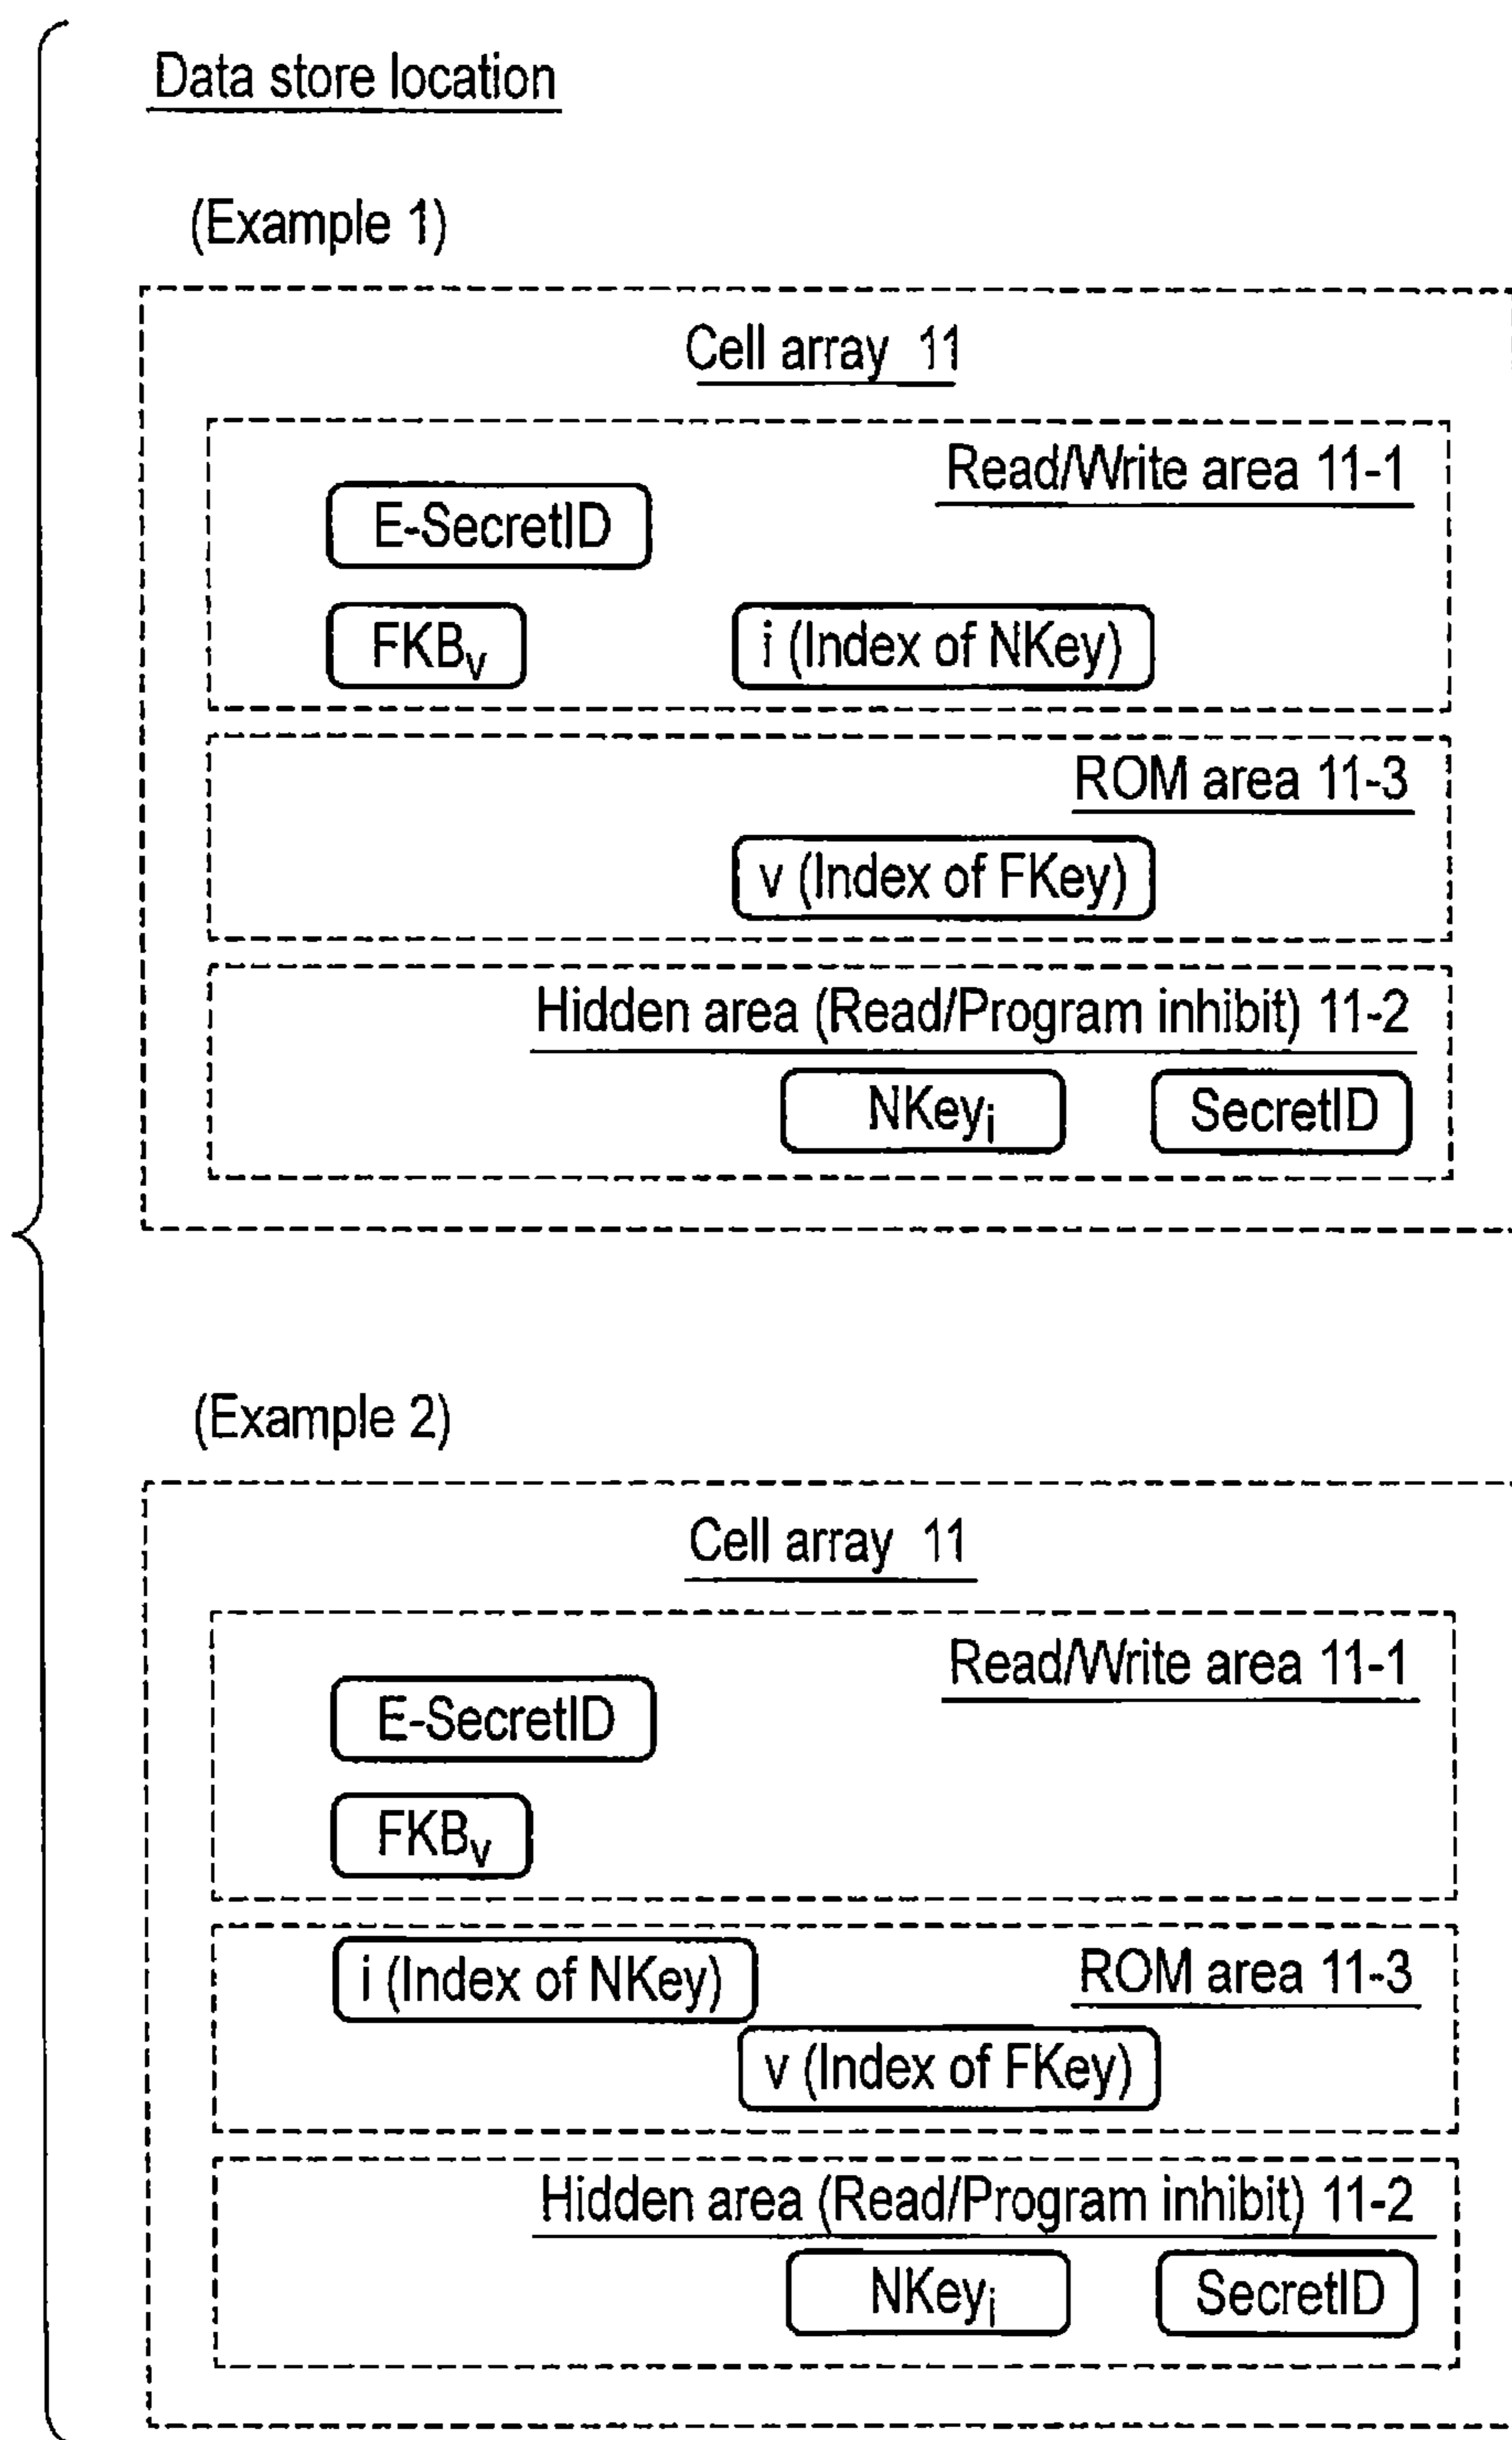 Data store location
(Example 1)
Cell array 11
Read/Write area 11-1
E-SecretID
FKBv i (Index of NKey)
ROM area 11-3
v (Index of FKey)
Hidden area (Read/Program inhibit) 11-2
NKeyi SecretID
(Example 2)
Cell array 11
Read/Write area 11-1
E-SecretID
FKBv
i (Index of NKey) ROM area 11-3
v (Index of FKey)
Hidden area (Read/Program inhibit) 11-2
NKeyi SecretID